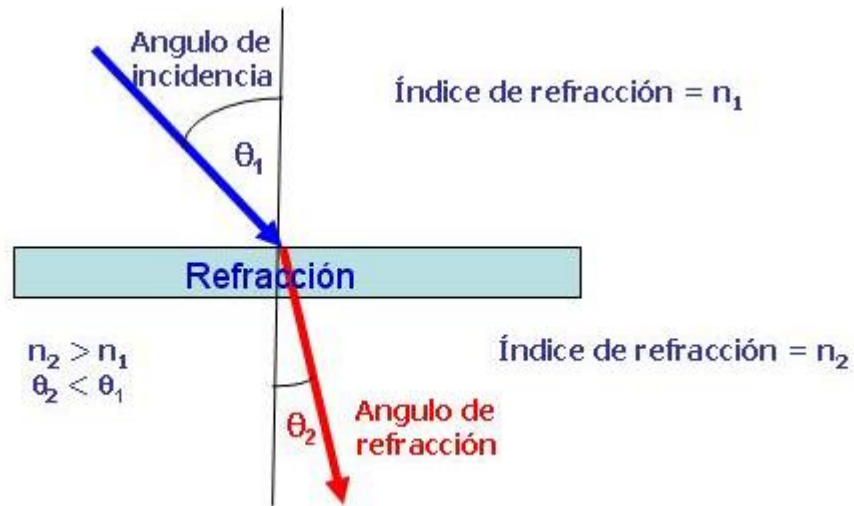 Angulo de
incidencia
Índice de refracción = n₁
θ₁
Refracción
n₂ > n₁
θ₂ < θ₁
Índice de refracción = n₂
θ₂
Angulo de
refracción